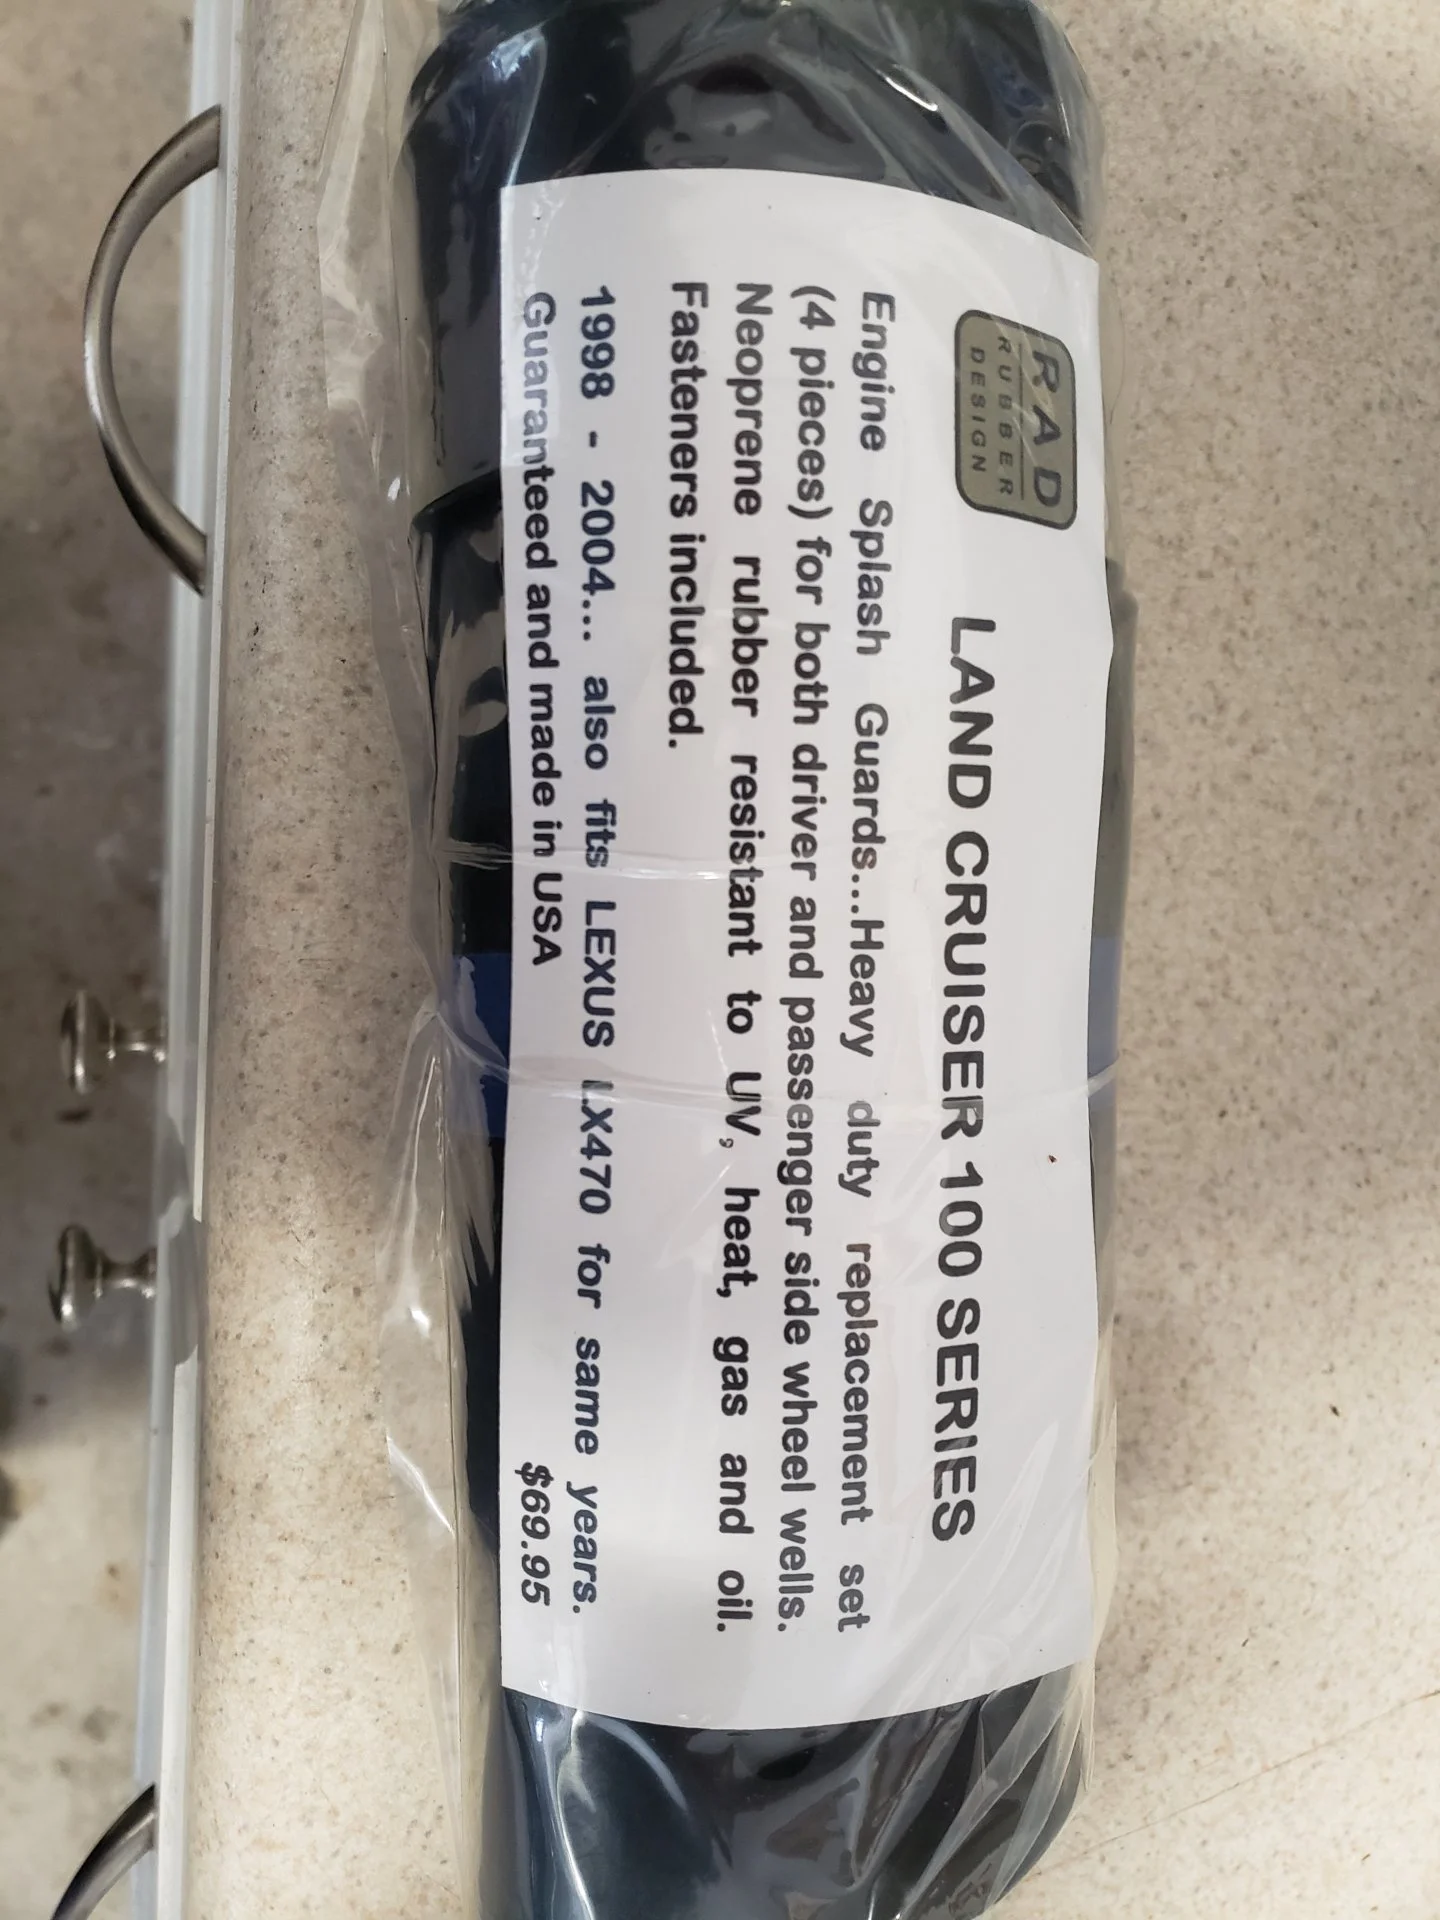 RAD
RUBBER
DESIGN
LAND CRUISER 100 SERIES
Engine Splash Guards...Heavy duty replacement set
(4 pieces) for both driver and passenger side wheel wells.
Neoprene rubber resistant to UV, heat, gas and oil.
Fasteners included.
1998 - 2004... also fits LEXUS LX470 for same years.
Guaranteed and made in USA $69.95